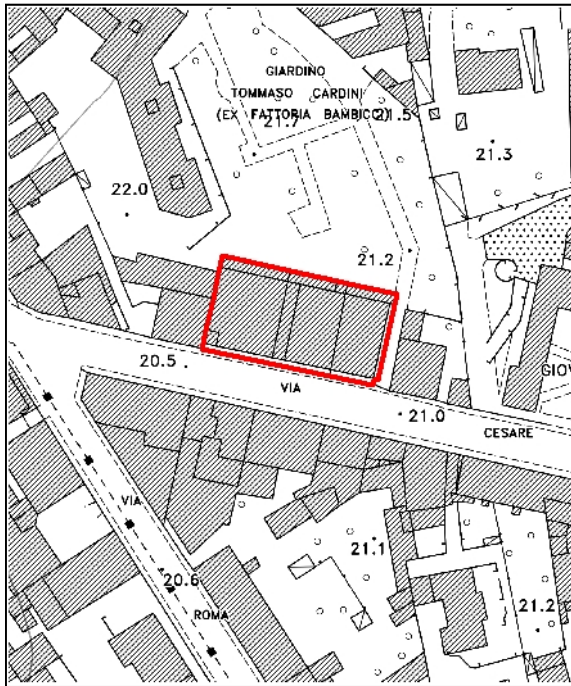 GIARDINO
TOMMASO CARDINI
(EX FATTORIA BAMBICCI)
21.7
21.5
21.3
22.0
21.2
20.5
VIA
21.0
CESARE
GIOV
VIA
21.1
20.6
ROMA
21.2